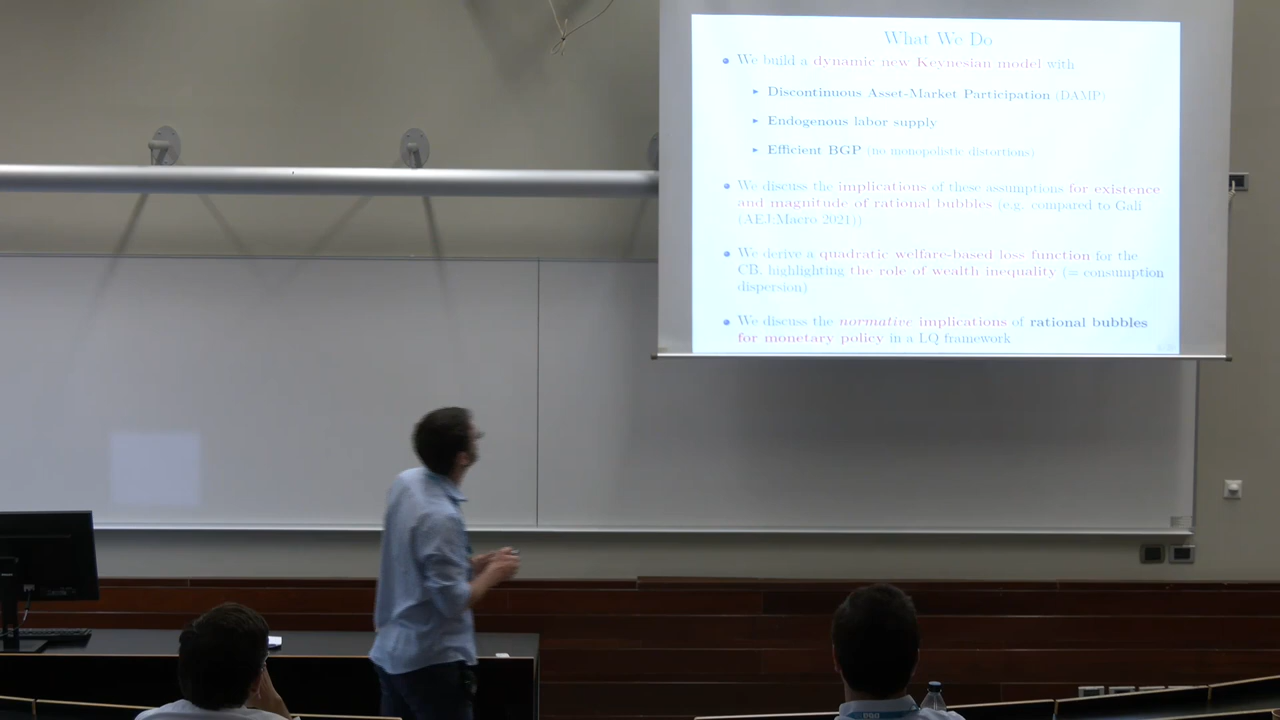 What We Do
We build a dynamic new Keynesian model with
Discontinuous Asset-Market Participation (DAMP)
Endogenous labor supply
Efficient BGP (no monopolistic distortions)
We discuss the implications of these assumptions for existence
and magnitude of rational bubbles (e.g. compared to Galí
(AEJ:Macro 2021))
We derive a quadratic welfare-based loss function for the
CB, highlighting the role of wealth inequality (= consumption
dispersion)
We discuss the normative implications of rational bubbles
for monetary policy in a LQ framework